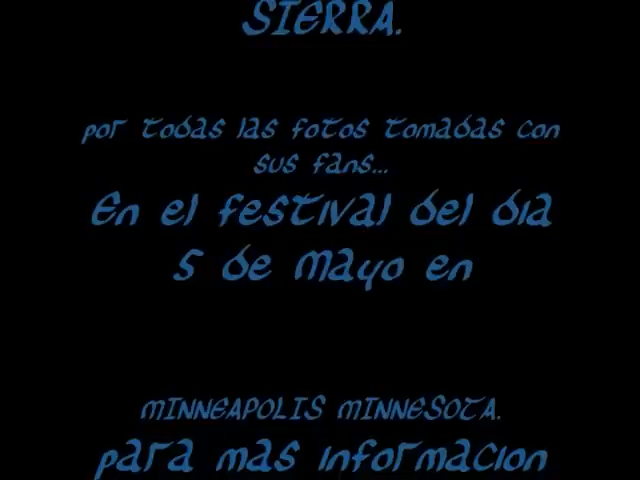 SIERRA.
por todas las fotos tomadas con
sus fans...
En el festival del dia
5 de Mayo en
MINNEAPOLIS MINNESOTA.
para mas informacion